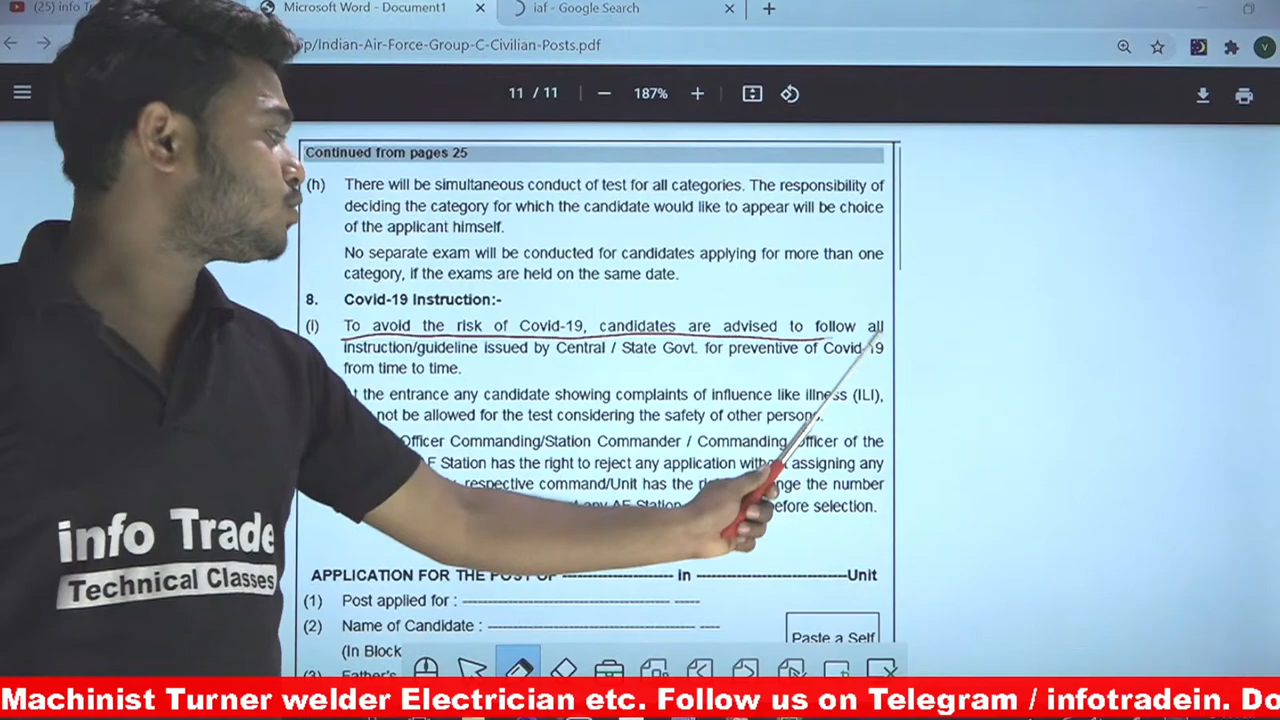 (25) info T
Microsoft Word - Document1
iaf - Google Search
p/Indian-Air-Force-Group-C-Civilian-Posts.pdf
V
11 / 11
187%
Continued from pages 25
(h) There will be simultaneous conduct of test for all categories. The responsibility of
deciding the category for which the candidate would like to appear will be choice
of the applicant himself.
No separate exam will be conducted for candidates applying for more than one
category, if the exams are held on the same date.
8. Covid-19 Instruction:-
(i) To avoid the risk of Covid-19, candidates are advised to follow all
instruction/guideline issued by Central / State Govt. for preventive of Covid-19
from time to time.
the entrance any candidate showing complaints of influence like illness (ILI),
not be allowed for the test considering the safety of other persons.
Officer Commanding/Station Commander / Commanding Officer of the
Station has the right to reject any application without assigning any
respective command/Unit has the the number
any AF Station before selection.
APPLICATION FOR THE POST OF ---------------------- in ------------------------------Unit
(1) Post applied for : ----------------------------------------- -----
(2) Name of Candidate : ----------------------------------------- ----
Paste a Self
(In Block
(3) Father's
info Trade
Technical Classes
Machinist Turner welder Electrician etc. Follow us on Telegram / infotradein. Do